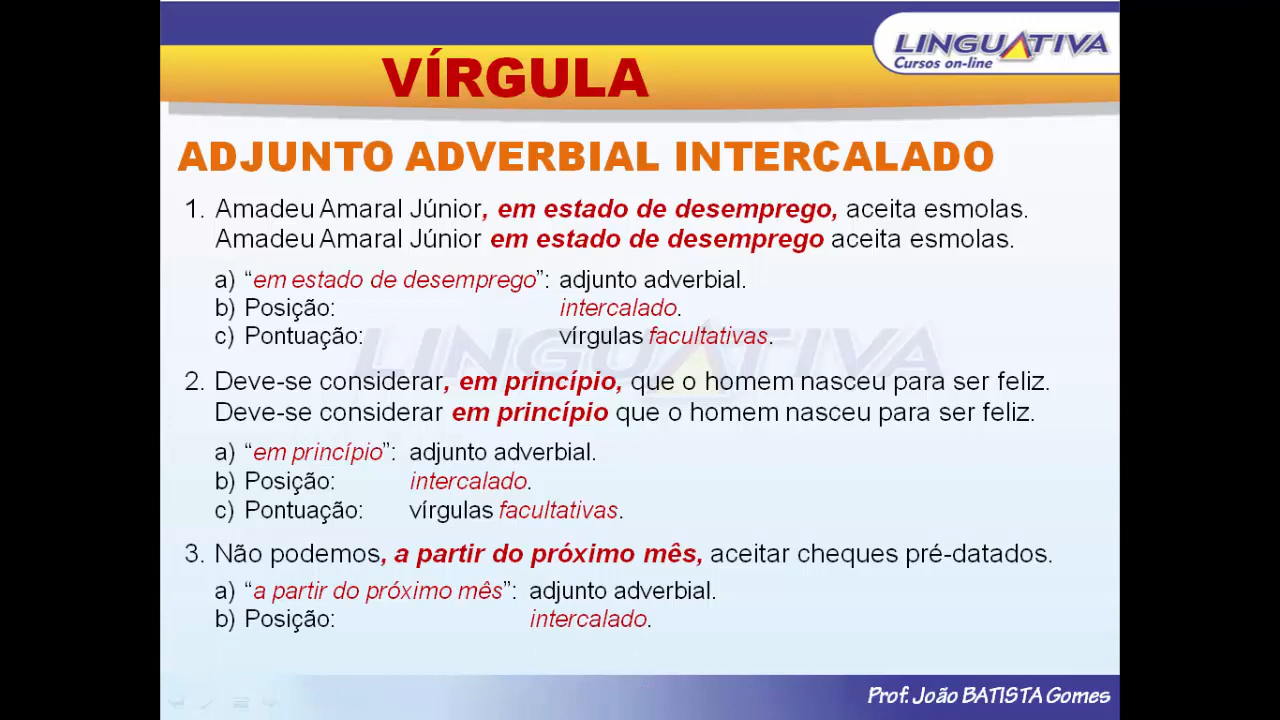 LINGUATIVA
Cursos on-line
VÍRGULA
ADJUNTO ADVERBIAL INTERCALADO
1. Amadeu Amaral Júnior, em estado de desemprego, aceita esmolas.
Amadeu Amaral Júnior em estado de desemprego aceita esmolas.
a) “em estado de desemprego”: adjunto adverbial.
b) Posição: intercalado.
c) Pontuação: vírgulas facultativas.
LINGUATIVA
2. Deve-se considerar, em princípio, que o homem nasceu para ser feliz.
Deve-se considerar em princípio que o homem nasceu para ser feliz.
a) “em princípio”: adjunto adverbial.
b) Posição: intercalado.
c) Pontuação: vírgulas facultativas.
3. Não podemos, a partir do próximo mês, aceitar cheques pré-datados.
a) “a partir do próximo mês”: adjunto adverbial.
b) Posição: intercalado.
Prof. João BATISTA Gomes